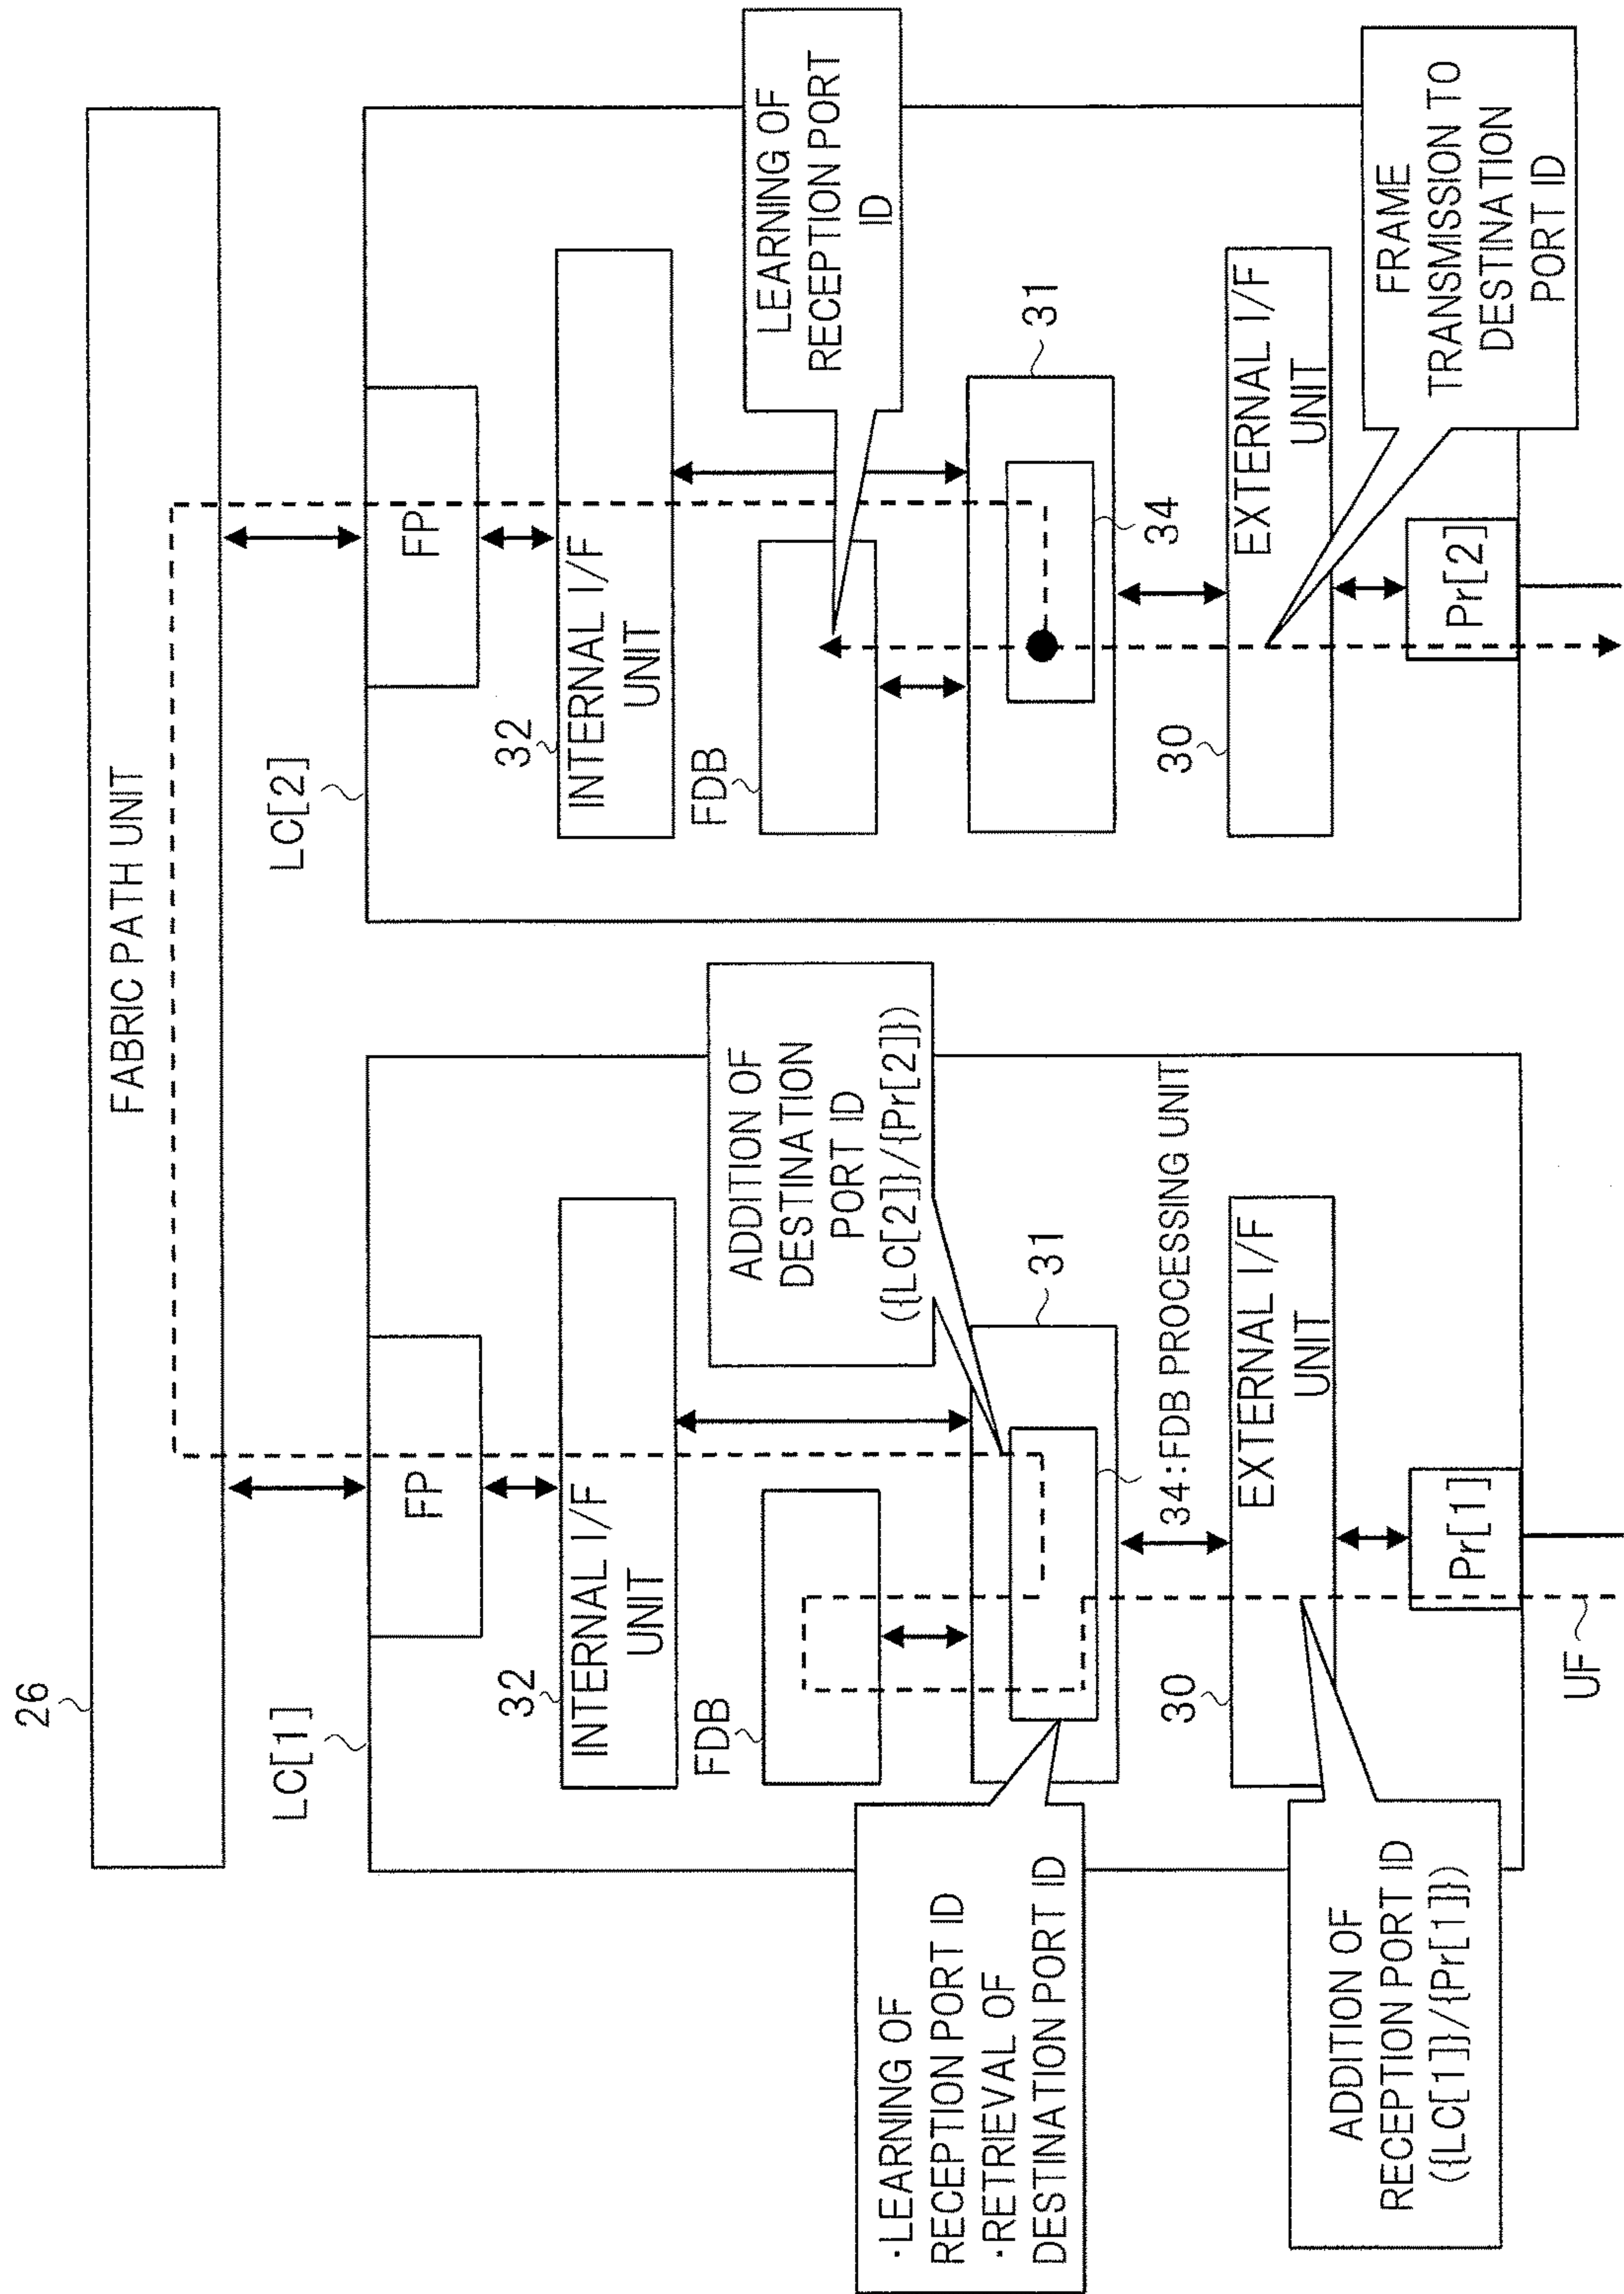 26
FABRIC PATH UNIT
LC[1]
FP
32
INTERNAL I/F
UNIT
FDB
ADDITION OF
DESTINATION
PORT ID
({LC[2]}/{Pr[2]})
31
·LEARNING OF
RECEPTION PORT ID
·RETRIEVAL OF
DESTINATION PORT ID
34:FDB PROCESSING UNIT
30
EXTERNAL I/F
UNIT
ADDITION OF
RECEPTION PORT ID
({LC[1]}/{Pr[1]})
Pr[1]
UF
LC[2]
FP
32
INTERNAL I/F
UNIT
FDB
LEARNING OF
RECEPTION PORT
ID
31
34
30
EXTERNAL I/F
UNIT
FRAME
TRANSMISSION TO
DESTINATION
PORT ID
Pr[2]